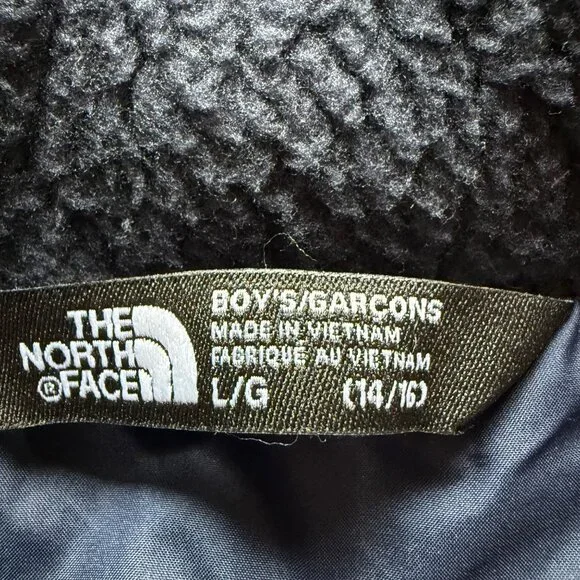 THE
NORTH
®FACE
BOY'S/GARÇONS
MADE IN VIETNAM
FABRIQUÉ AU VIETNAM
L/G (14/16)